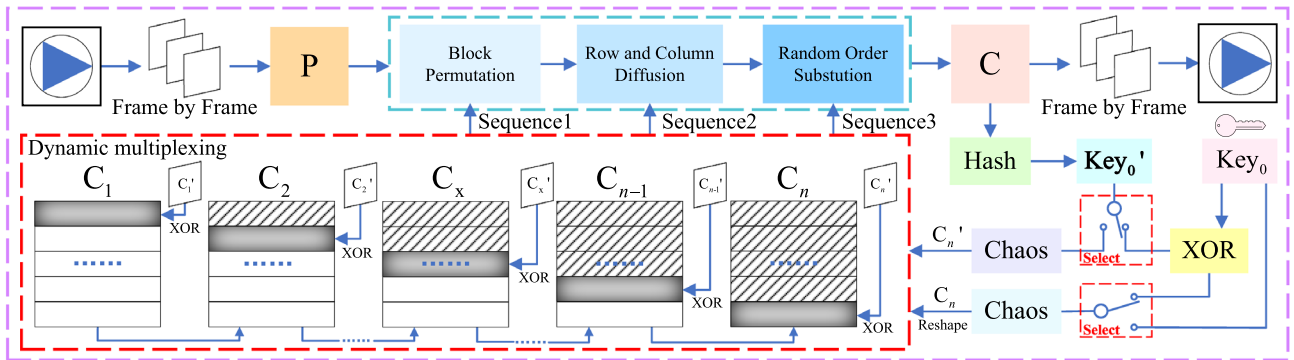 Frame by Frame
P
Block
Permutation
Row and Column
Diffusion
Random Order
Substution
C
Frame by Frame
Sequence1
Sequence2
Sequence3
Dynamic multiplexing
C₁
C₁'
XOR
C₂
C₂'
XOR
Cₓ
Cₓ'
XOR
Cₙ₋₁
Cₙ₋₁'
XOR
Cₙ
Cₙ'
XOR
Hash
Key₀'
Key₀
Select
XOR
Chaos
Cₙ'
Select
Chaos
Cₙ
Reshape